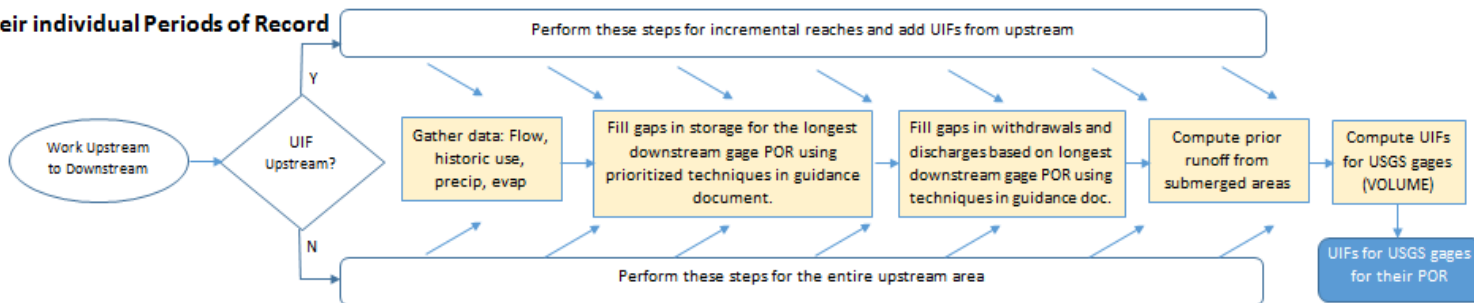 eir individual Periods of Record
Perform these steps for incremental reaches and add UIFs from upstream
Y
Work Upstream
to Downstream
UIF
Upstream?
Gather data: Flow,
historic use,
precip, evap
Fill gaps in storage for the longest
downstream gage POR using
prioritized techniques in guidance
document.
Fill gaps in withdrawals and
discharges based on longest
downstream gage POR using
techniques in guidance doc.
Compute prior
runoff from
submerged areas
Compute UIFs
for USGS gages
(VOLUME)
N
Perform these steps for the entire upstream area
UIFs for USGS gages
for their POR